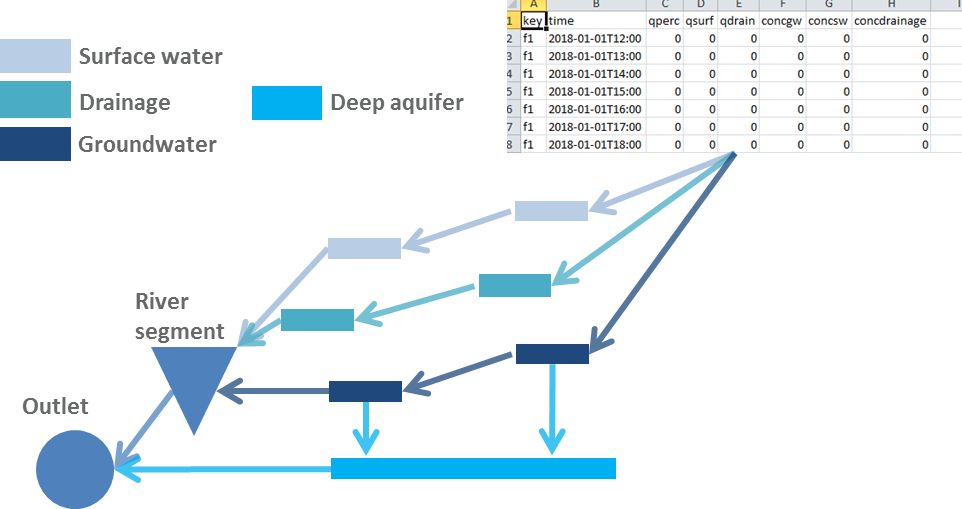 A B C D E F G H I
1 key time qperc qsurf qdrain concgw concsw concdrainage
2 f1 2018-01-01T12:00 0 0 0 0 0 0
3 f1 2018-01-01T13:00 0 0 0 0 0 0
4 f1 2018-01-01T14:00 0 0 0 0 0 0
5 f1 2018-01-01T15:00 0 0 0 0 0 0
6 f1 2018-01-01T16:00 0 0 0 0 0 0
7 f1 2018-01-01T17:00 0 0 0 0 0 0
8 f1 2018-01-01T18:00 0 0 0 0 0 0
Surface water
Drainage
Deep aquifer
Groundwater
River
segment
Outlet